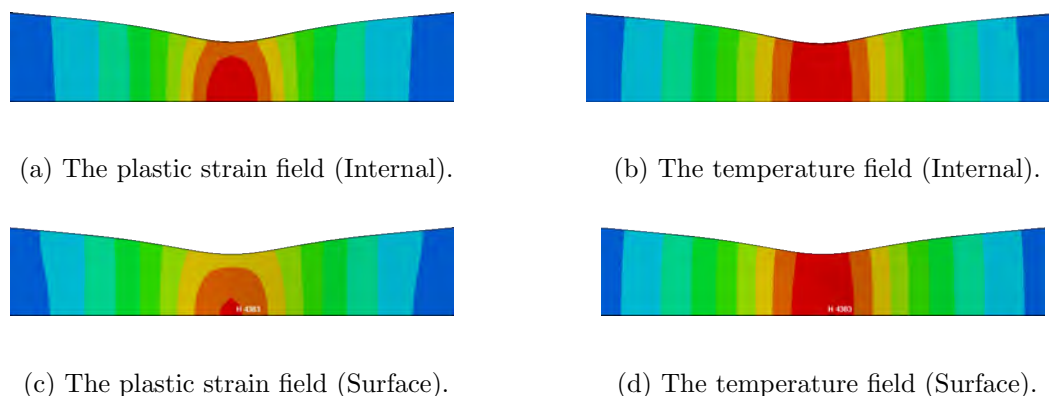 (a) The plastic strain field (Internal).
(b) The temperature field (Internal).
H 4383
H 4383
(c) The plastic strain field (Surface).
(d) The temperature field (Surface).